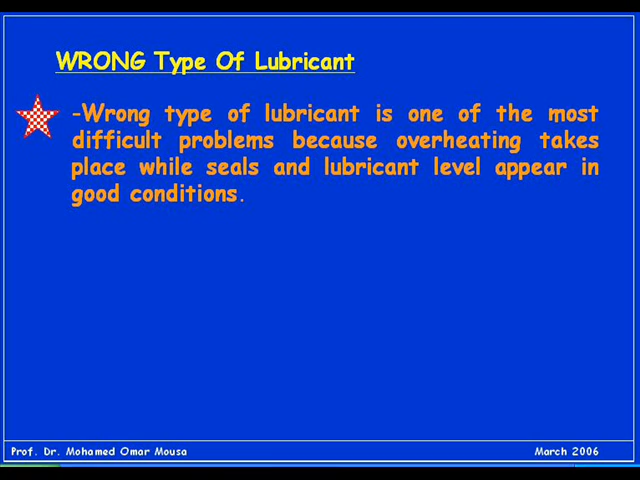 WRONG Type Of Lubricant
-Wrong type of lubricant is one of the most
difficult problems because overheating takes
place while seals and lubricant level appear in
good conditions.
Prof. Dr. Mohamed Omar Mousa
March 2006